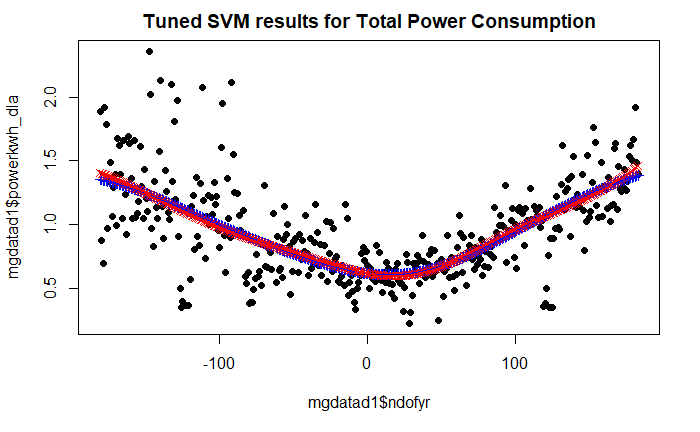 Tuned SVM results for Total Power Consumption
mgdatad1$powerkwh_dla
2.0
1.5
1.0
0.5
-100 0 100
mgdatad1$ndofyr